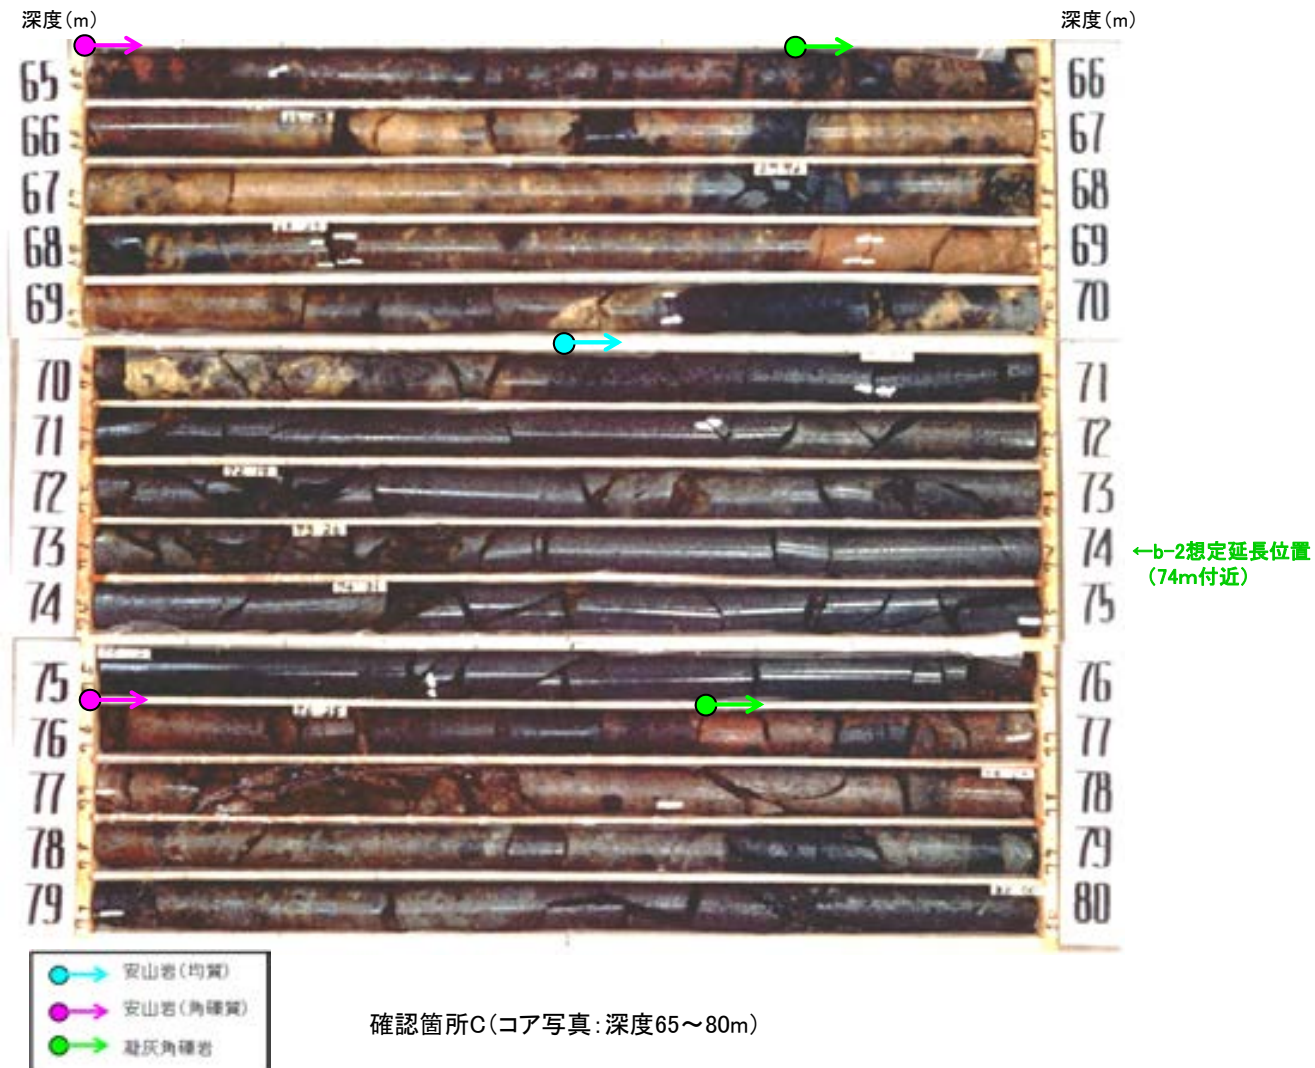 深度(m) 深度(m)
65 66
66 67
67 68
68 69
69 70
70 71
71 72
72 73
73 74
←b-2想定延長位置
(74m付近)
74 75
75 76
76 77
77 78
78 79
79 80
安山岩(均質)
安山岩(角礫質)
凝灰角礫岩
確認箇所C(コア写真:深度65~80m)